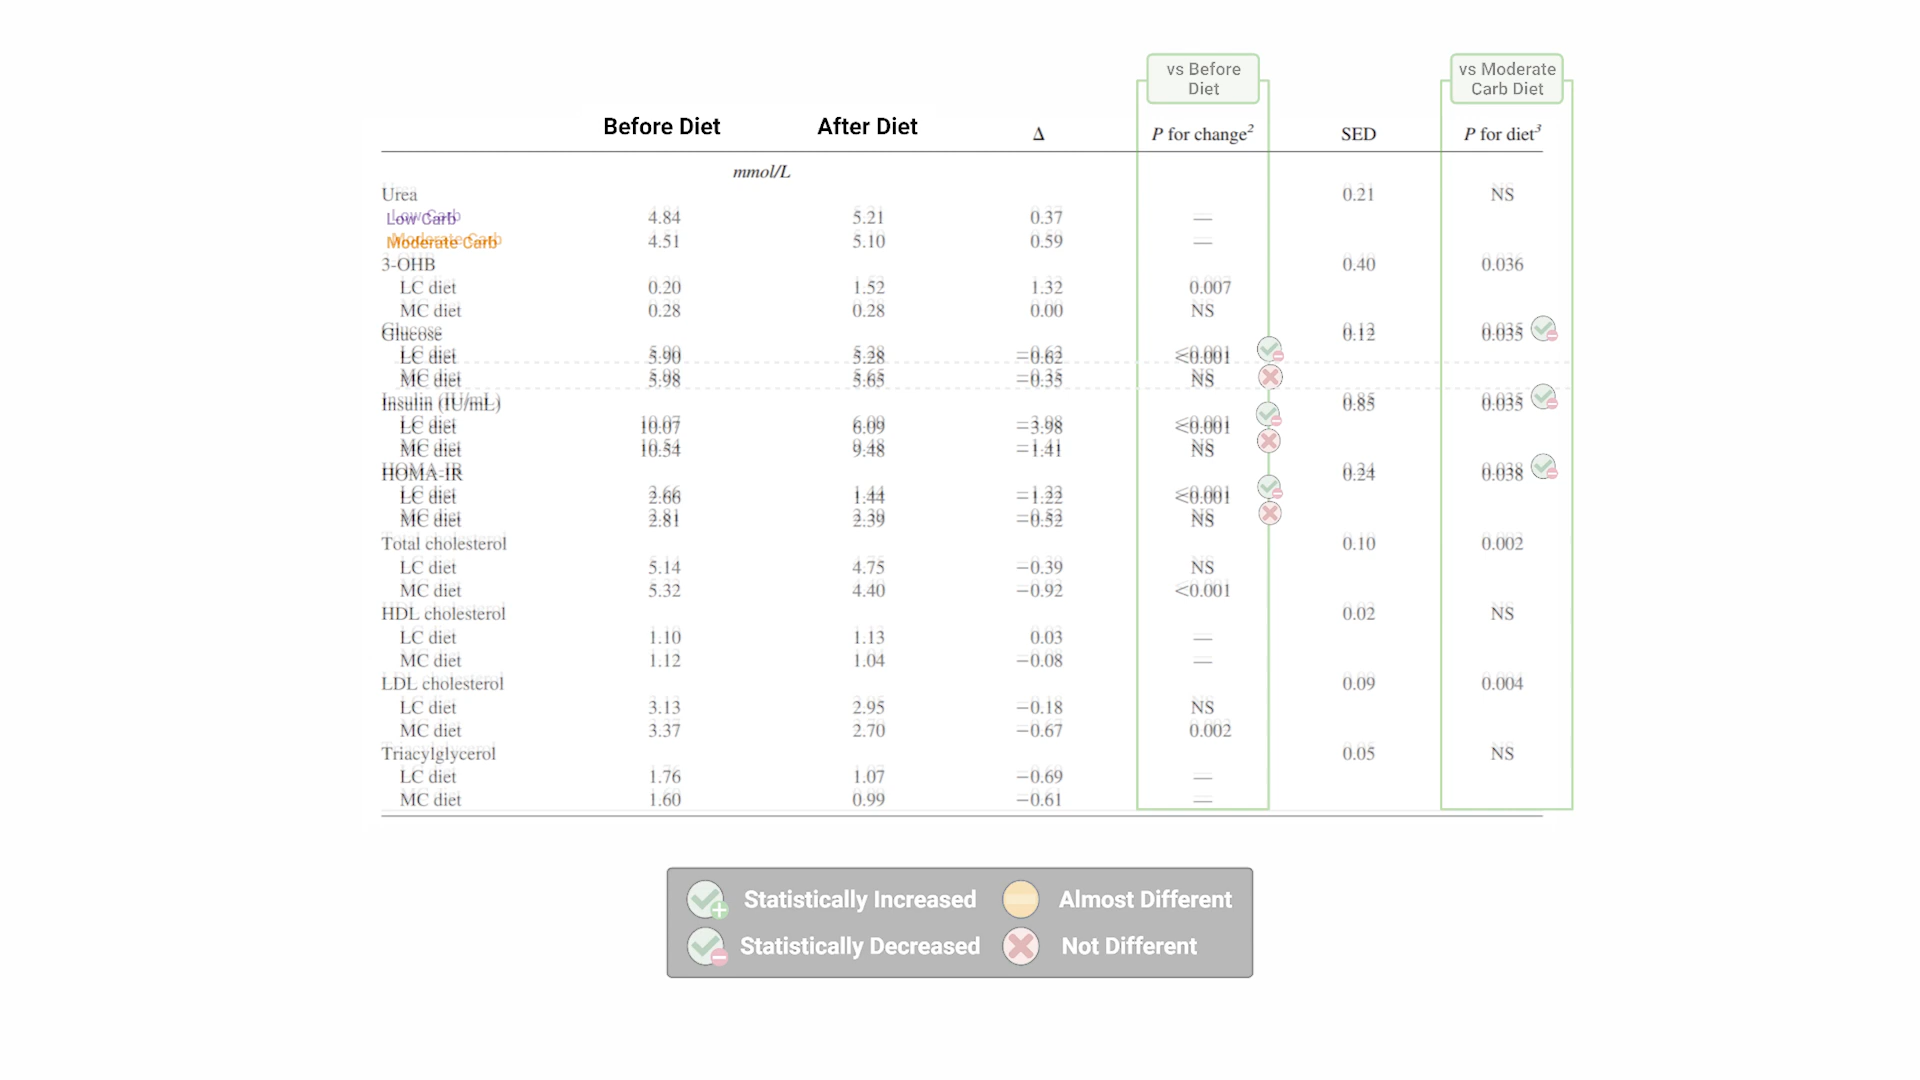 vs Before
Diet
vs Moderate
Carb Diet
Before Diet After Diet Δ P for change² SED P for diet³
mmol/L
Urea 0.21 NS
Low Carb 4.84 5.21 0.37 —
Moderate Carb 4.51 5.10 0.59 —
3-OHB 0.40 0.036
LC diet 0.20 1.52 1.32 0.007
MC diet 0.28 0.28 0.00 NS
Glucose 0.12 0.035
LC diet 5.90 5.28 −0.62 <0.001
MC diet 5.98 5.65 −0.35 NS
Insulin (IU/mL) 0.85 0.035
LC diet 10.07 6.09 −3.98 <0.001
MC diet 10.54 9.48 −1.41 NS
HOMA-IR 0.24 0.038
LC diet 2.66 1.44 −1.22 <0.001
MC diet 2.81 2.39 −0.52 NS
Total cholesterol 0.10 0.002
LC diet 5.14 4.75 −0.39 NS
MC diet 5.32 4.40 −0.92 <0.001
HDL cholesterol 0.02 NS
LC diet 1.10 1.13 0.03 —
MC diet 1.12 1.04 −0.08 —
LDL cholesterol 0.09 0.004
LC diet 3.13 2.95 −0.18 NS
MC diet 3.37 2.70 −0.67 0.002
Triacylglycerol 0.05 NS
LC diet 1.76 1.07 −0.69 —
MC diet 1.60 0.99 −0.61 —
Statistically Increased Almost Different
Statistically Decreased Not Different